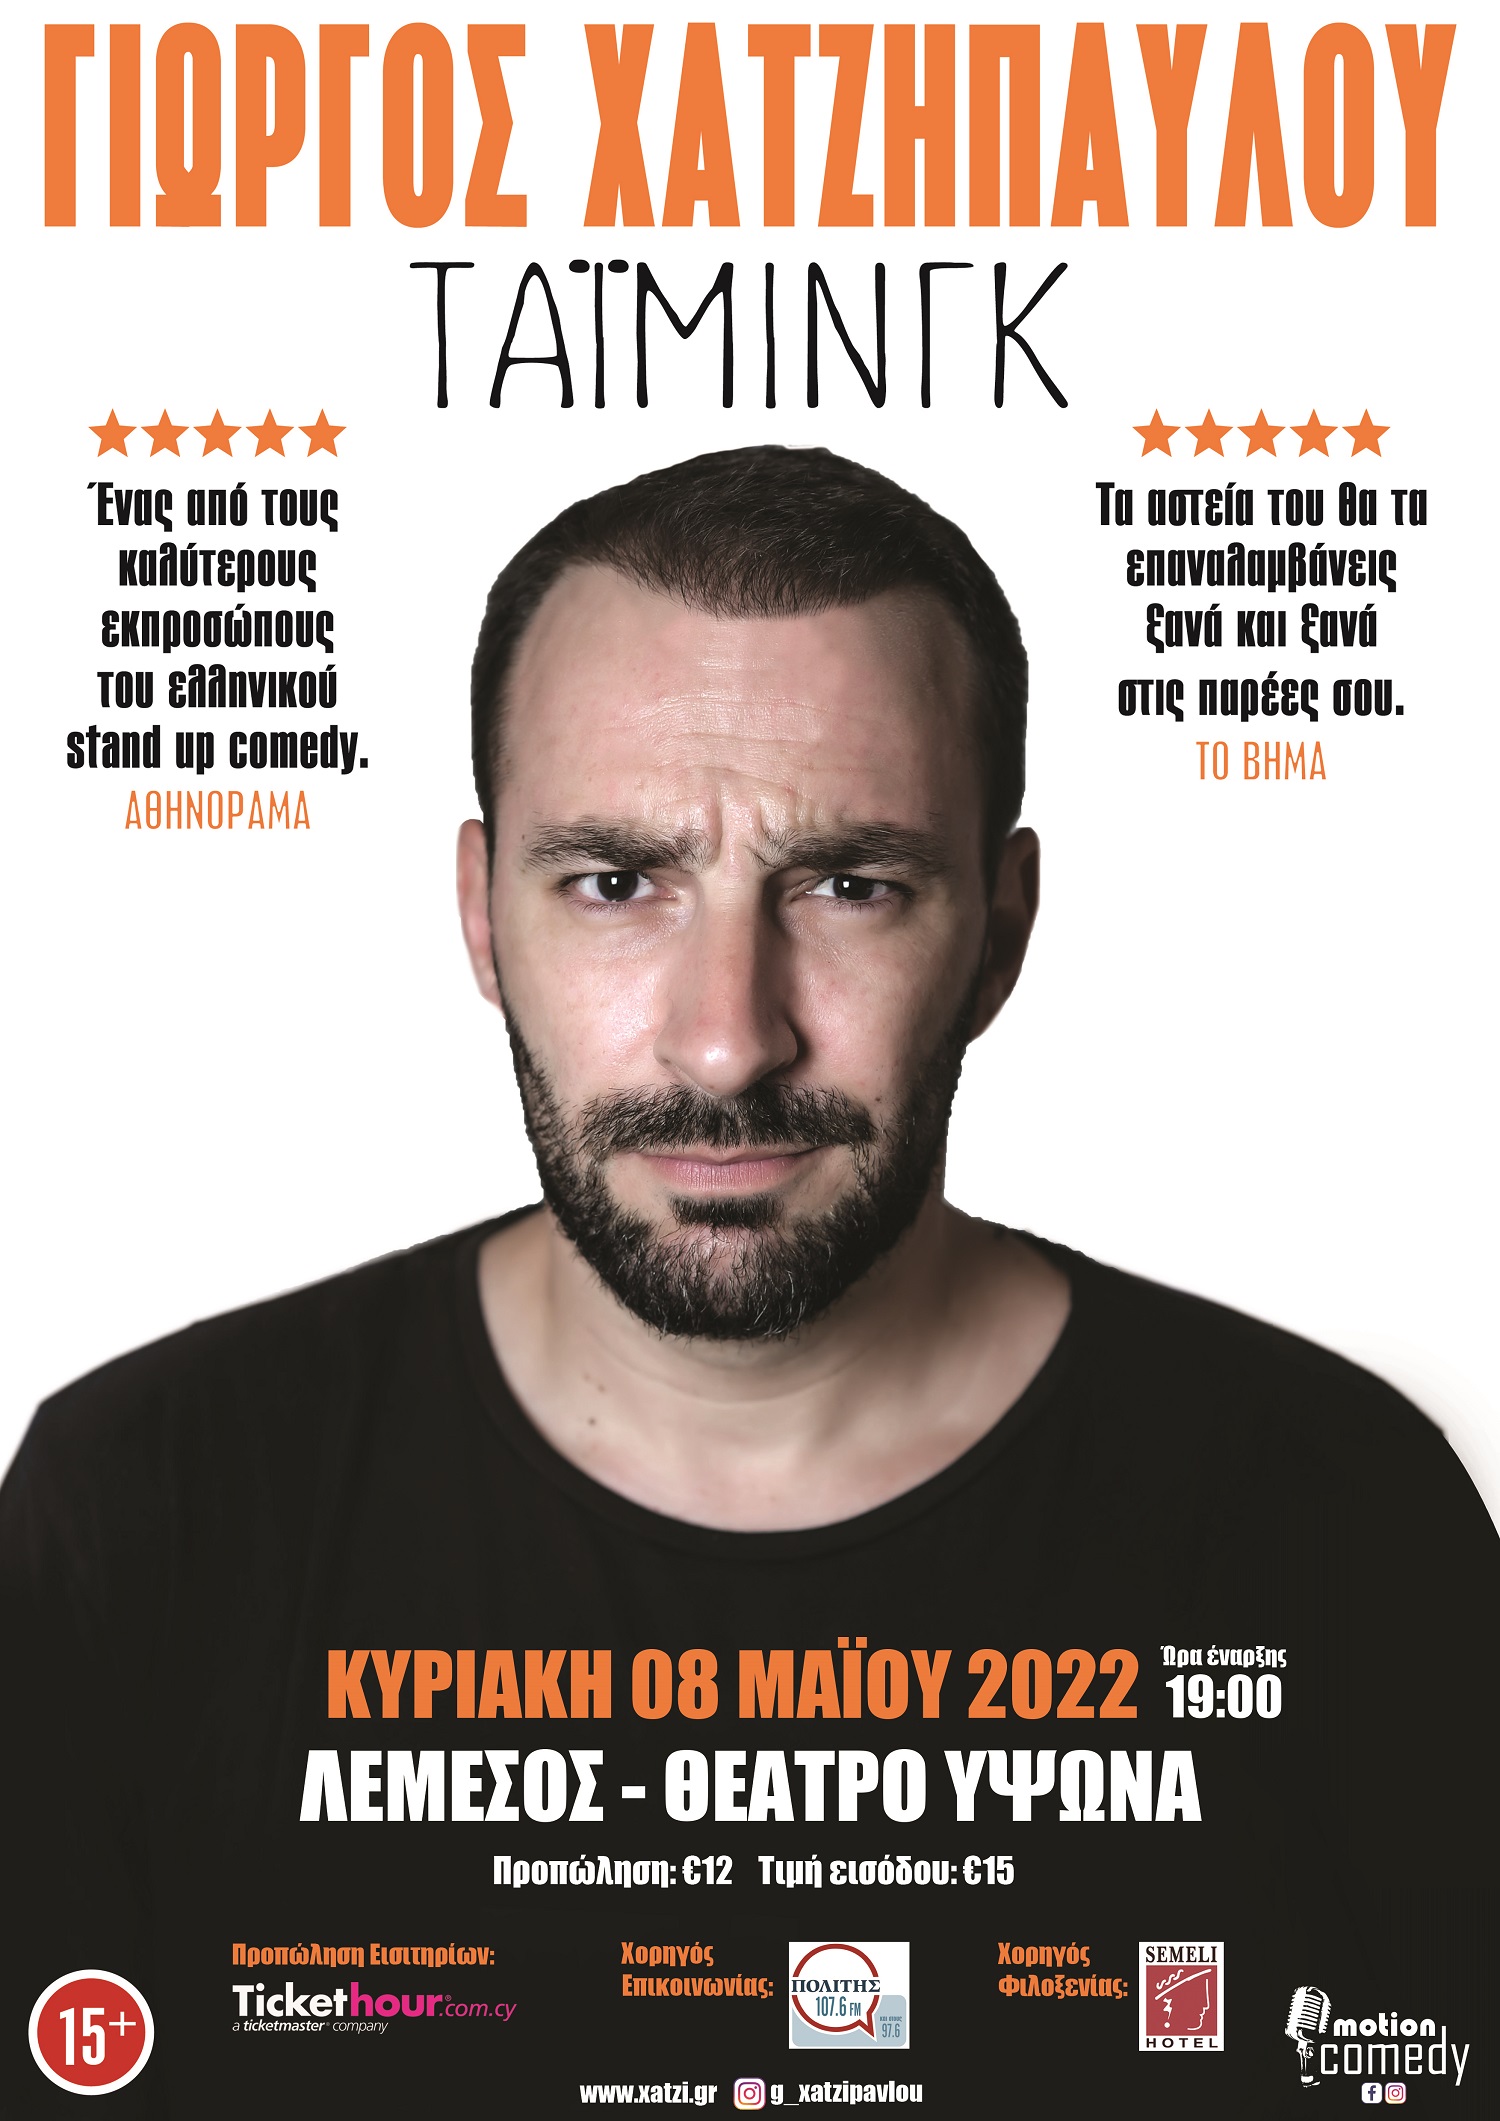 ΓΙΩΡΓΟΣ ΧΑΤΖΗΠΑΥΛΟΥ
ΤΑΪΜΙΝΓΚ
Ένας από τους
καλύτερους
εκπροσώπους
του ελληνικού
stand up comedy.
ΑΘΗΝΟΡΑΜΑ
Τα αστεία του θα τα
επαναλαμβάνεις
ξανά και ξανά
στις παρέες σου.
ΤΟ ΒΗΜΑ
ΚΥΡΙΑΚΗ 08 ΜΑΪΟΥ 2022
Ώρα έναρξης
19:00
ΛΕΜΕΣΟΣ - ΘΕΑΤΡΟ ΥΨΩΝΑ
Προπώληση: €12 Τιμή εισόδου: €15
15+
Προπώληση Εισιτηρίων:
Tickethour.com.cy
a ticketmaster® company
Χορηγός
Επικοινωνίας:
ΠΟΛΙΤΗΣ
107.6 FM
και στους
97.6
Χορηγός
Φιλοξενίας:
SEMELI
HOTEL
motion
comedy
www.xatzi.gr g_xatzipavlou